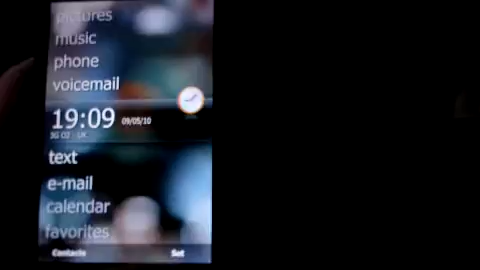 pictures
music
phone
voicemail
19:09 09/05/10
3G O2 - UK
text
e-mail
calendar
favorites
Contacts Set